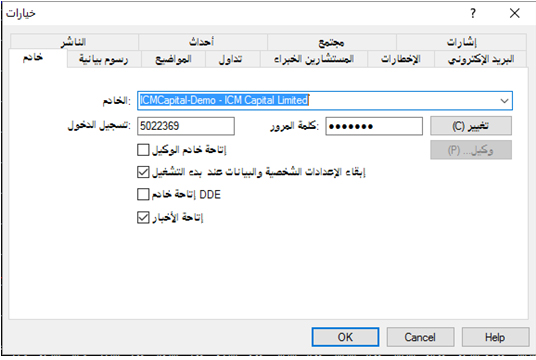 خيارات
إشارات مجتمع أحداث الناشر
خادم رسوم بيانية المواضيع تداول المستشارين الخبراء الإخطارات البريد الإكتروني
الخادم: ICMCapital-Demo - ICM Capital Limited
تسجيل الدخول: 5022369 كلمة المرور: ●●●●●●● تغيير (C)
إتاحة خادم الوكيل وكيل... (P)
إبقاء الإعدادات الشخصية والبيانات عند بدء التشغيل
إتاحة خادم DDE
إتاحة الأخبار
OK Cancel Help